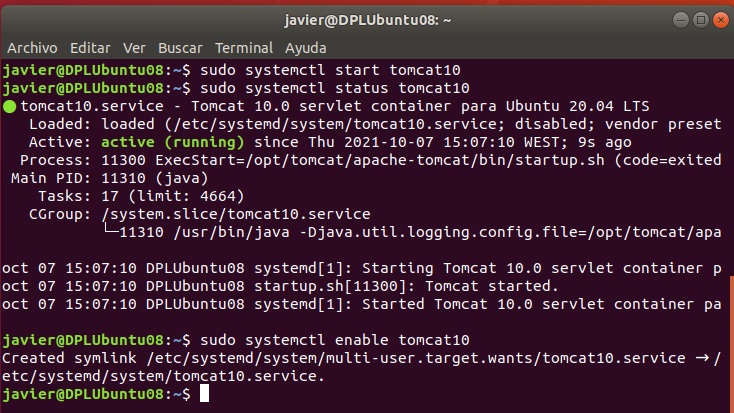 javier@DPLUbuntu08: ~
Archivo Editar Ver Buscar Terminal Ayuda
javier@DPLUbuntu08:~$ sudo systemctl start tomcat10
javier@DPLUbuntu08:~$ sudo systemctl status tomcat10
● tomcat10.service - Tomcat 10.0 servlet container para Ubuntu 20.04 LTS
   Loaded: loaded (/etc/systemd/system/tomcat10.service; disabled; vendor preset
   Active: active (running) since Thu 2021-10-07 15:07:10 WEST; 9s ago
  Process: 11300 ExecStart=/opt/tomcat/apache-tomcat/bin/startup.sh (code=exited
 Main PID: 11310 (java)
    Tasks: 17 (limit: 4664)
   CGroup: /system.slice/tomcat10.service
           └─11310 /usr/bin/java -Djava.util.logging.config.file=/opt/tomcat/apa
oct 07 15:07:10 DPLUbuntu08 systemd[1]: Starting Tomcat 10.0 servlet container p
oct 07 15:07:10 DPLUbuntu08 startup.sh[11300]: Tomcat started.
oct 07 15:07:10 DPLUbuntu08 systemd[1]: Started Tomcat 10.0 servlet container pa
javier@DPLUbuntu08:~$ sudo systemctl enable tomcat10
Created symlink /etc/systemd/system/multi-user.target.wants/tomcat10.service → /
etc/systemd/system/tomcat10.service.
javier@DPLUbuntu08:~$